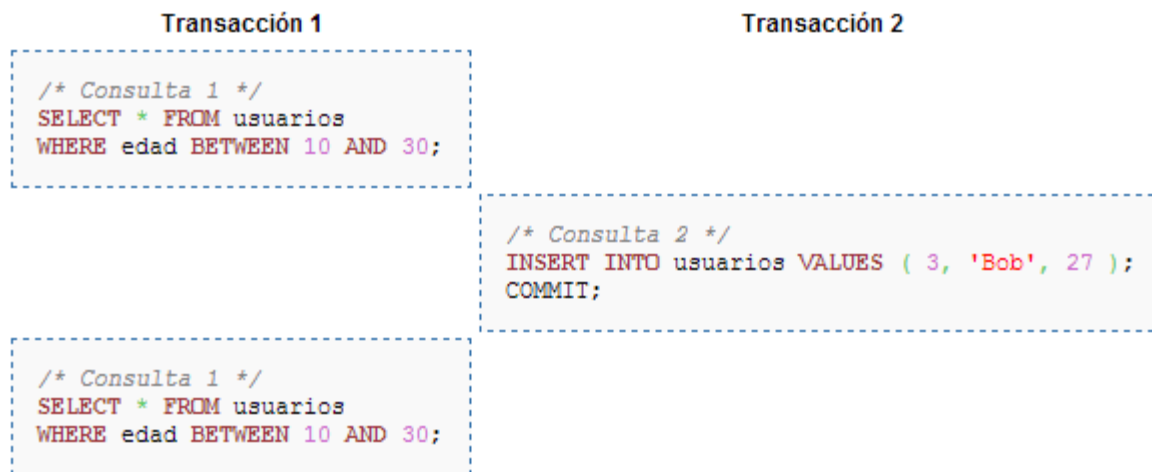 Transacción 1
Transacción 2
/* Consulta 1 */
SELECT * FROM usuarios
WHERE edad BETWEEN 10 AND 30;
/* Consulta 2 */
INSERT INTO usuarios VALUES ( 3, 'Bob', 27 );
COMMIT;
/* Consulta 1 */
SELECT * FROM usuarios
WHERE edad BETWEEN 10 AND 30;